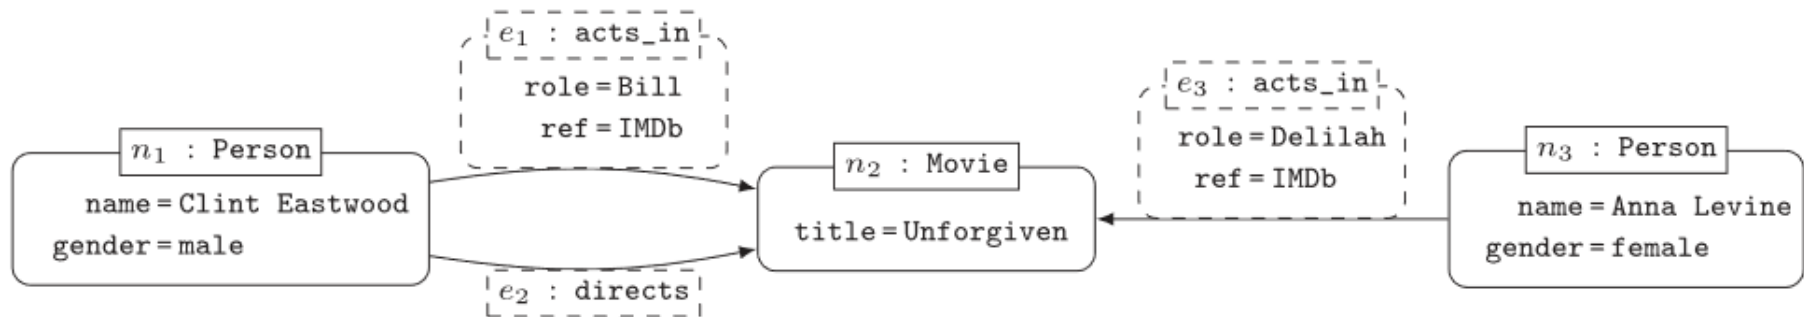 e₁ : acts_in
role = Bill
ref = IMDb
n₁ : Person
name = Clint Eastwood
gender = male
e₂ : directs
n₂ : Movie
title = Unforgiven
e₃ : acts_in
role = Delilah
ref = IMDb
n₃ : Person
name = Anna Levine
gender = female